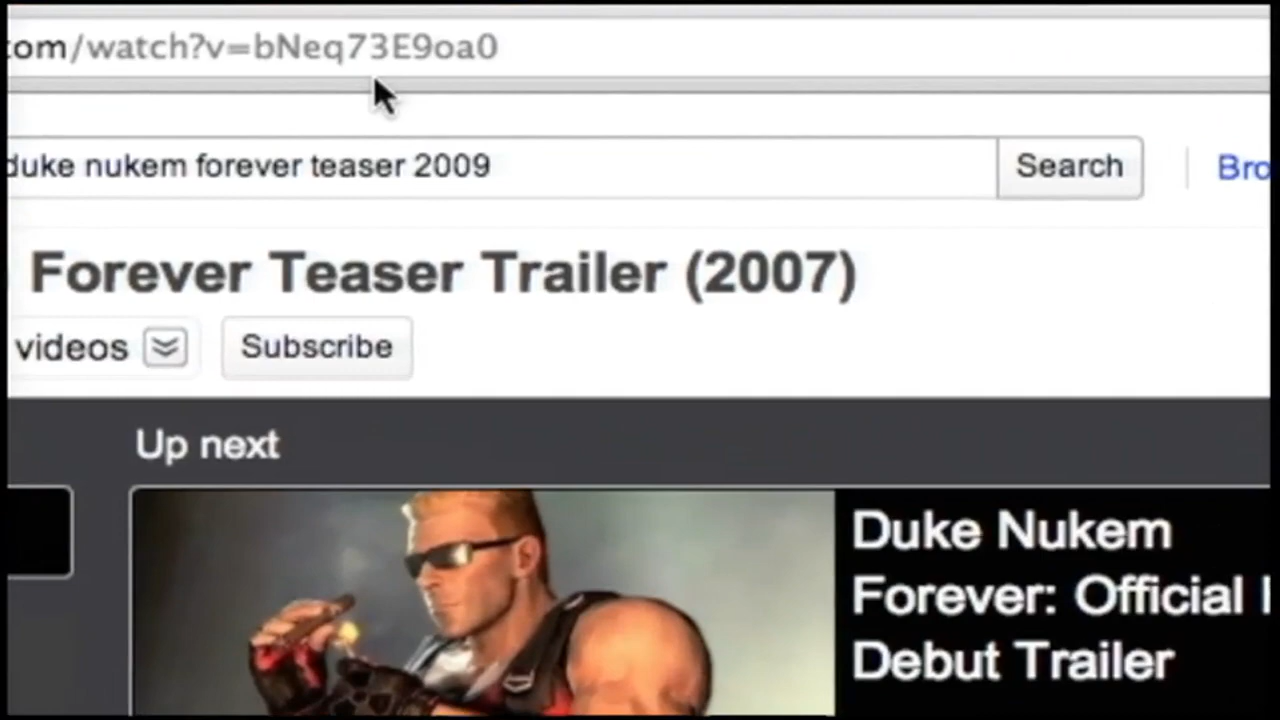 com/watch?v=bNeq73E9oa0
duke nukem forever teaser 2009
Search
Bro
Forever Teaser Trailer (2007)
videos
Subscribe
Up next
Duke Nukem
Forever: Official
Debut Trailer